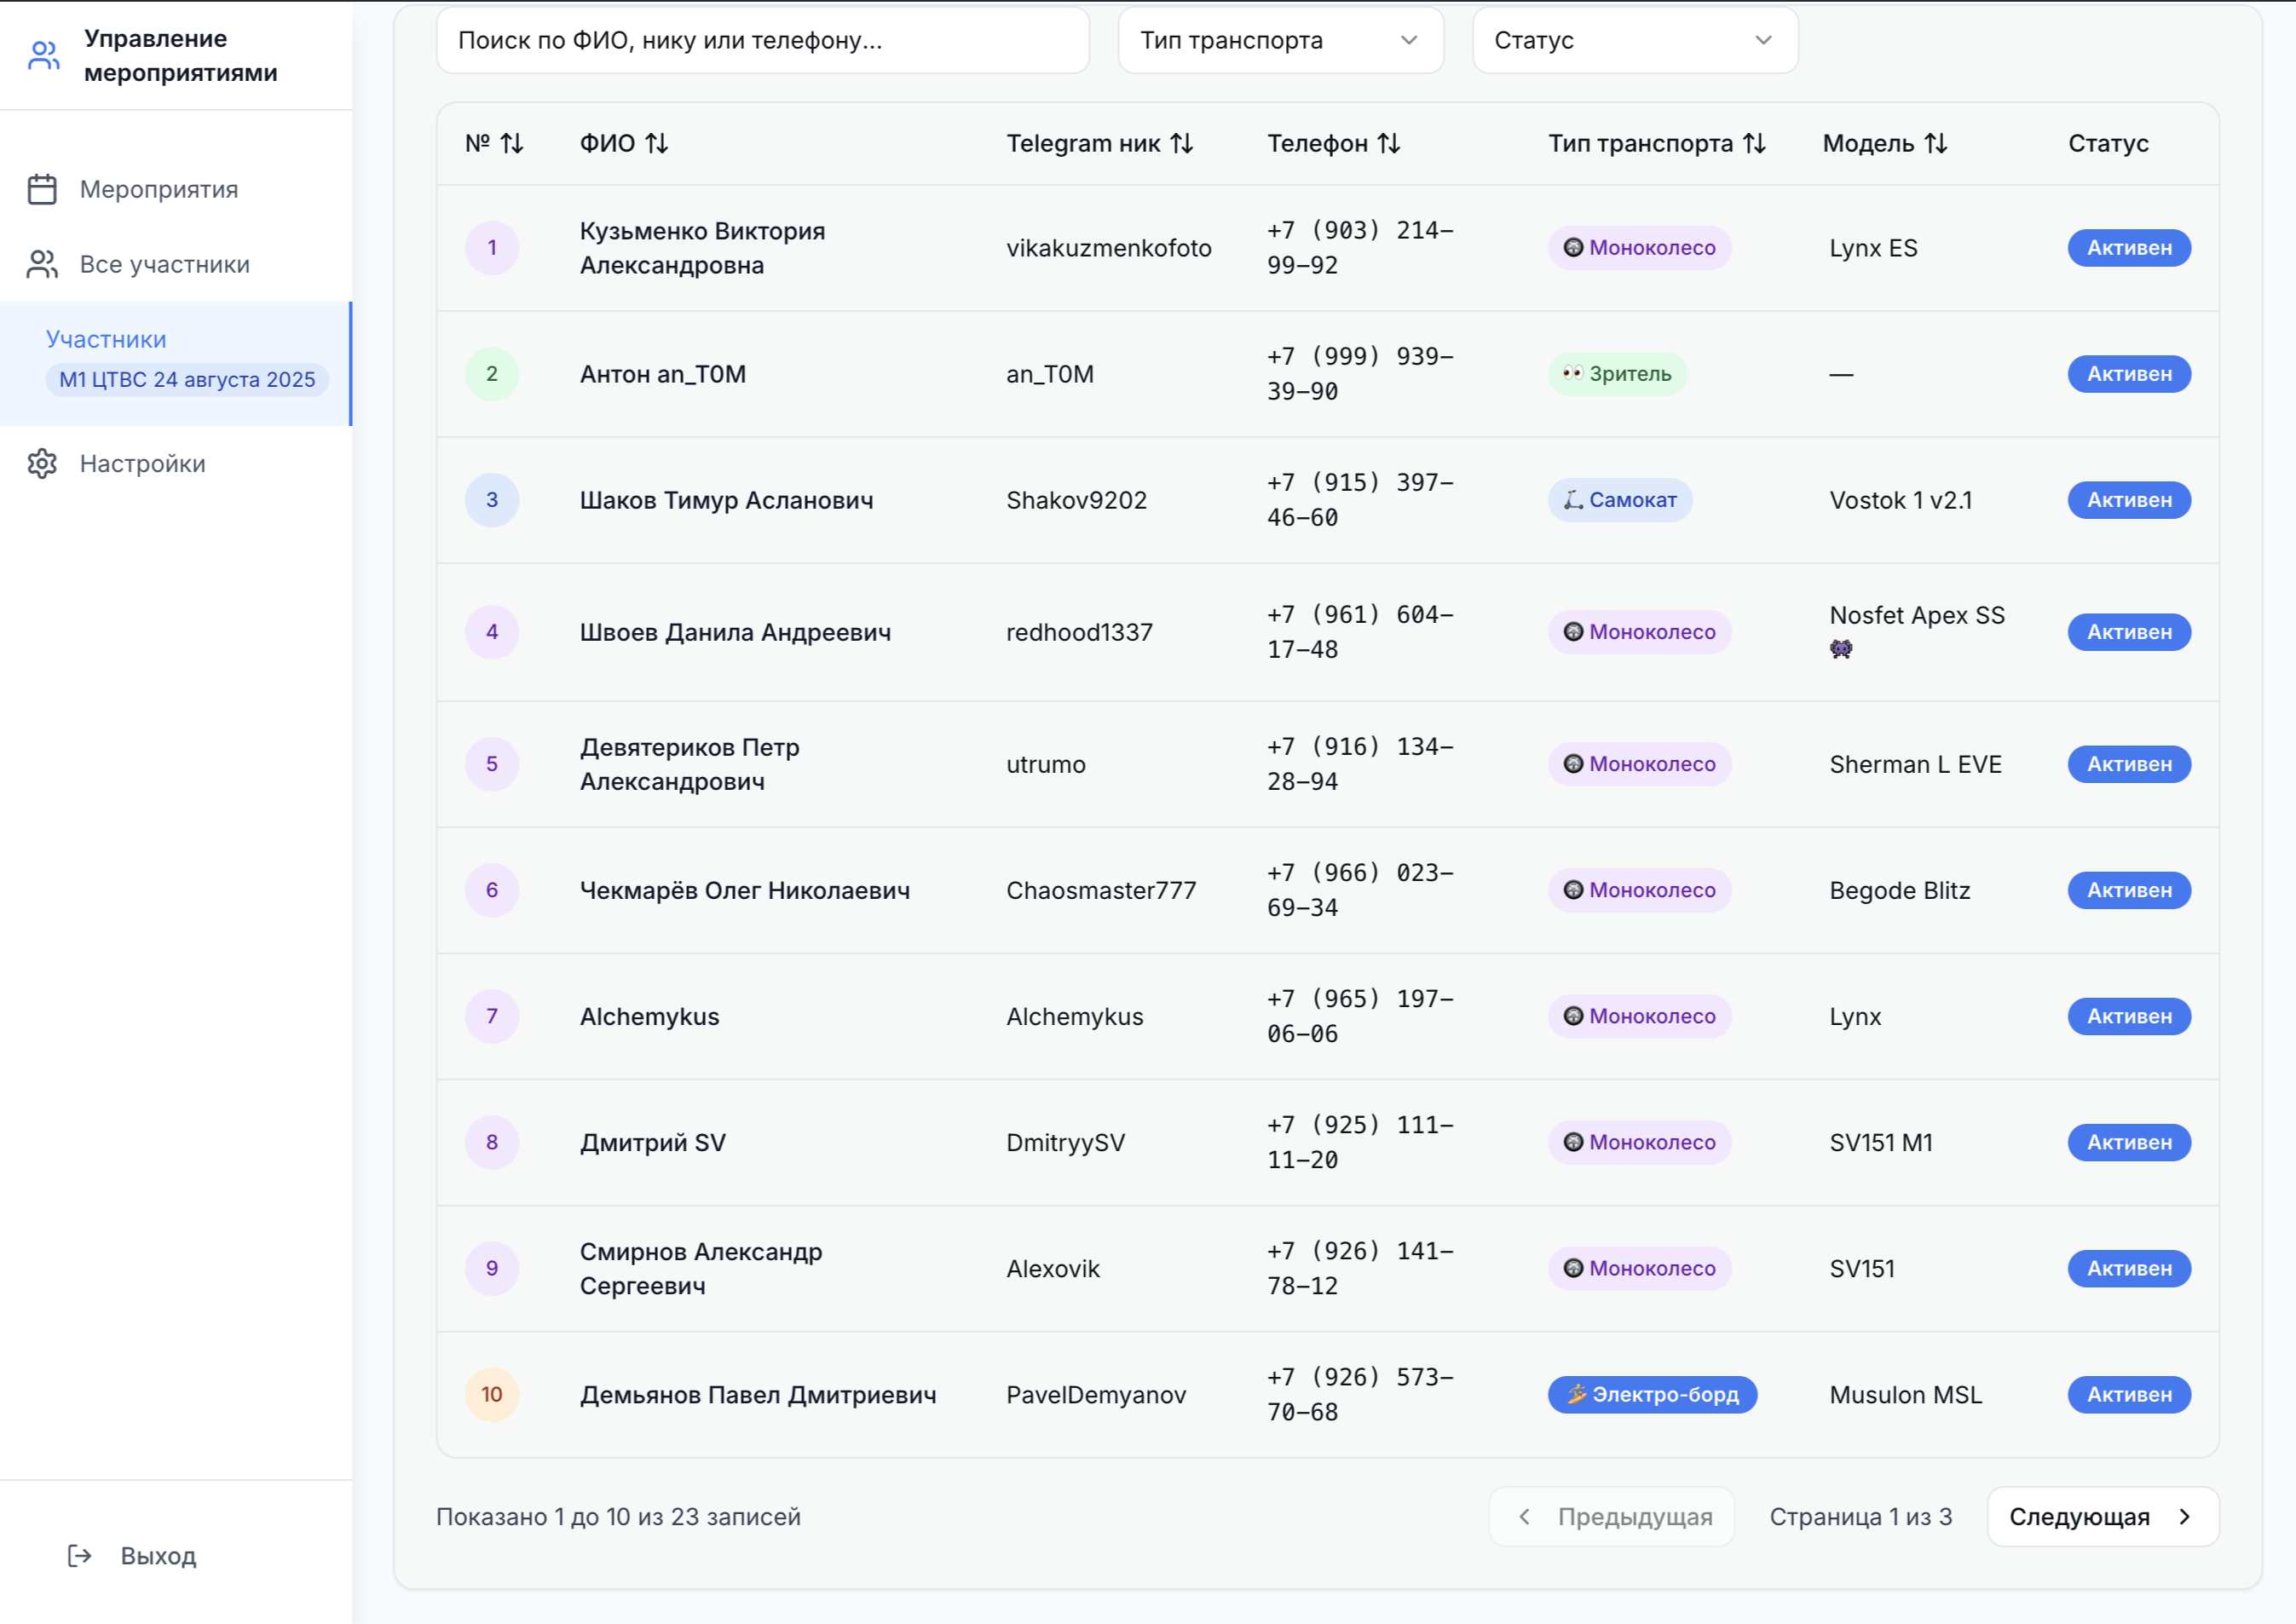 Управление
мероприятиями
Мероприятия
Все участники
Участники
М1 ЦТВС 24 августа 2025
Настройки
Выход
Поиск по ФИО, нику или телефону...
Тип транспорта
Статус
№ ФИО Telegram ник Телефон Тип транспорта Модель Статус
1 Кузьменко Виктория Александровна vikakuzmenkofoto +7 (903) 214-99-92 Моноколесо Lynx ES Активен
2 Антон an_T0M an_T0M +7 (999) 939-39-90 Зритель — Активен
3 Шаков Тимур Асланович Shakov9202 +7 (915) 397-46-60 Самокат Vostok 1 v2.1 Активен
4 Швоев Данила Андреевич redhood1337 +7 (961) 604-17-48 Моноколесо Nosfet Apex SS 👾 Активен
5 Девятериков Петр Александрович utrumo +7 (916) 134-28-94 Моноколесо Sherman L EVE Активен
6 Чекмарёв Олег Николаевич Chaosmaster777 +7 (966) 023-69-34 Моноколесо Begode Blitz Активен
7 Alchemykus Alchemykus +7 (965) 197-06-06 Моноколесо Lynx Активен
8 Дмитрий SV DmitryySV +7 (925) 111-11-20 Моноколесо SV151 M1 Активен
9 Смирнов Александр Сергеевич Alexovik +7 (926) 141-78-12 Моноколесо SV151 Активен
10 Демьянов Павел Дмитриевич PavelDemyanov +7 (926) 573-70-68 Электро-борд Musulon MSL Активен
Показано 1 до 10 из 23 записей
Предыдущая
Страница 1 из 3
Следующая